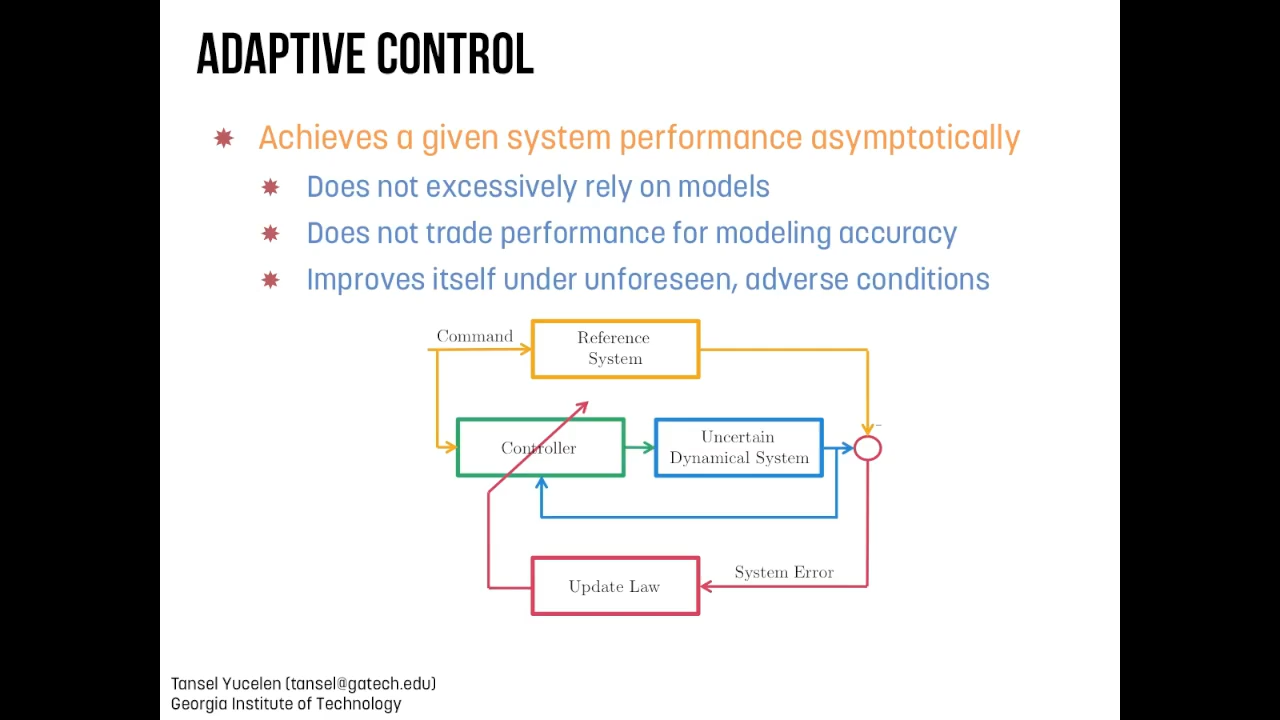 ADAPTIVE CONTROL
Achieves a given system performance asymptotically
Does not excessively rely on models
Does not trade performance for modeling accuracy
Improves itself under unforeseen, adverse conditions
Command
Reference
System
Controller
Uncertain
Dynamical System
–
Update Law
System Error
Tansel Yucelen (tansel@gatech.edu)
Georgia Institute of Technology